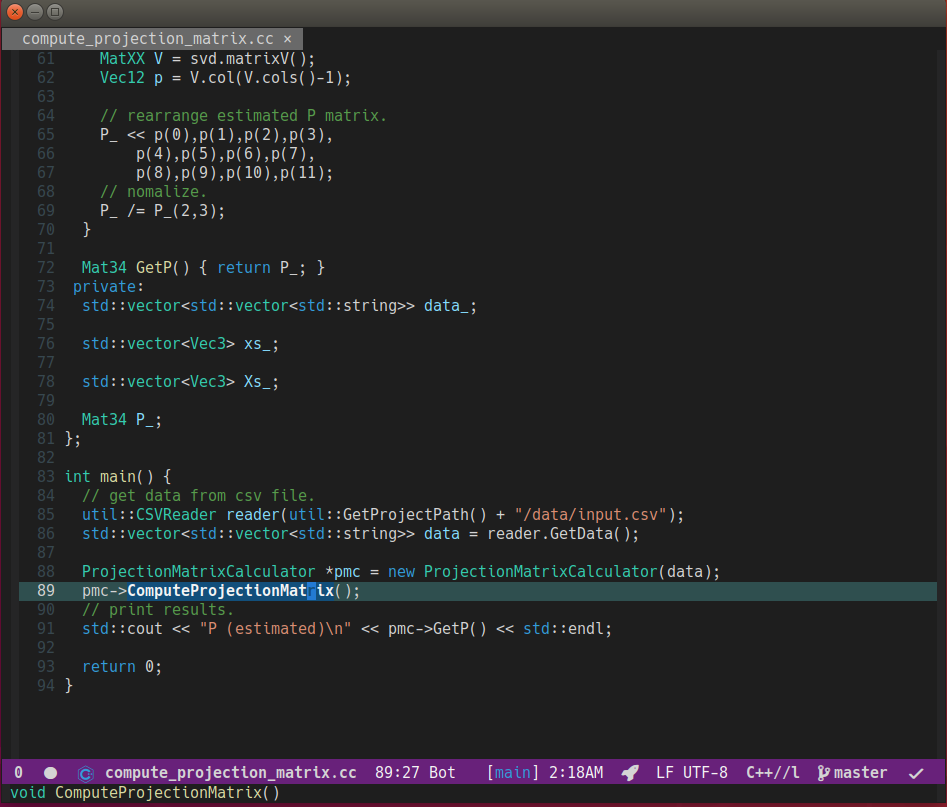 compute_projection_matrix.cc ×
61 MatXX V = svd.matrixV();
62 Vec12 p = V.col(V.cols()-1);
63
64 // rearrange estimated P matrix.
65 P_ << p(0),p(1),p(2),p(3),
66 p(4),p(5),p(6),p(7),
67 p(8),p(9),p(10),p(11);
68 // nomalize.
69 P_ /= P_(2,3);
70 }
71
72 Mat34 GetP() { return P_; }
73 private:
74 std::vector<std::vector<std::string>> data_;
75
76 std::vector<Vec3> xs_;
77
78 std::vector<Vec3> Xs_;
79
80 Mat34 P_;
81 };
82
83 int main() {
84 // get data from csv file.
85 util::CSVReader reader(util::GetProjectPath() + "/data/input.csv");
86 std::vector<std::vector<std::string>> data = reader.GetData();
87
88 ProjectionMatrixCalculator *pmc = new ProjectionMatrixCalculator(data);
89 pmc->ComputeProjectionMatrix();
90 // print results.
91 std::cout << "P (estimated)\n" << pmc->GetP() << std::endl;
92
93 return 0;
94 }
0 compute_projection_matrix.cc 89:27 Bot [main] 2:18AM LF UTF-8 C++//l master
void ComputeProjectionMatrix()